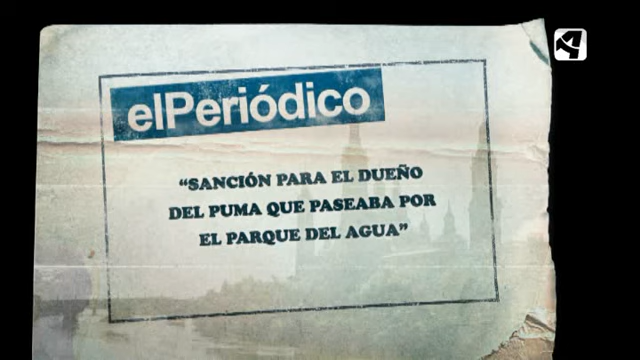 elPeriódico
“SANCIÓN PARA EL DUEÑO
DEL PUMA QUE PASEABA POR
EL PARQUE DEL AGUA”